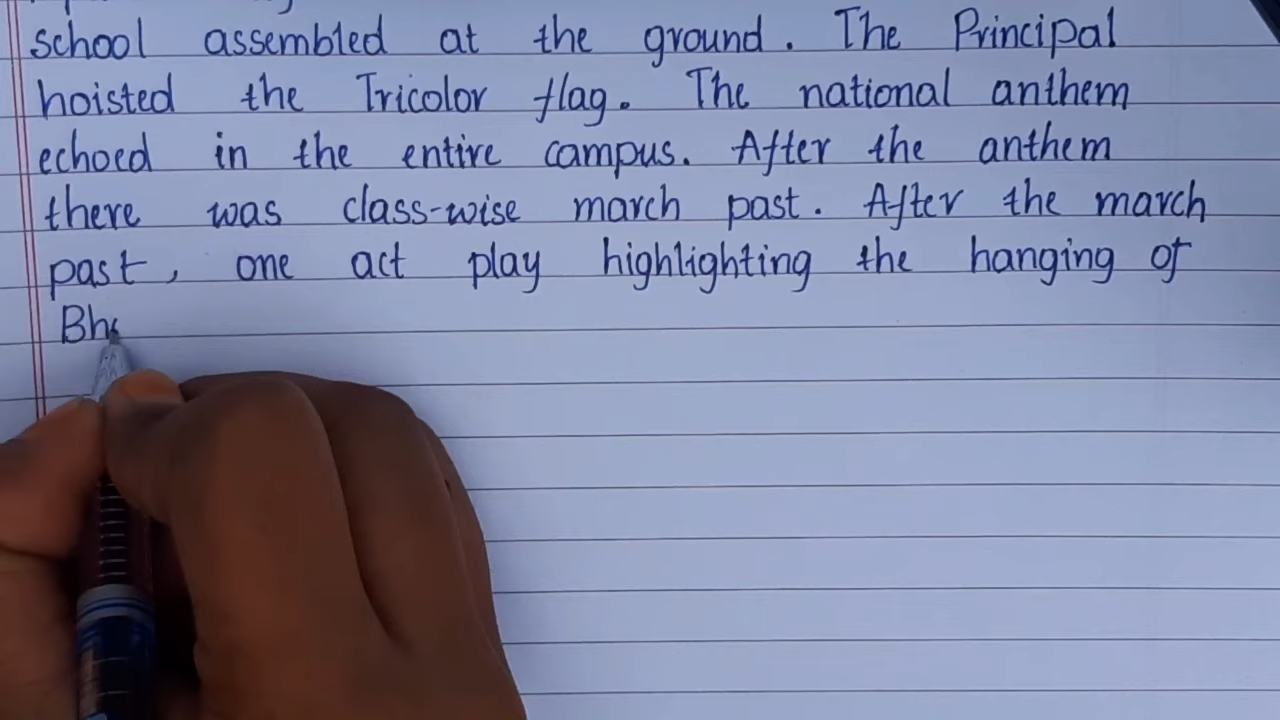 school assembled at the ground. The Principal
hoisted the Tricolor flag. The national anthem
echoed in the entire campus. After the anthem
there was class-wise march past. After the march
past, one act play highlighting the hanging of
Bh